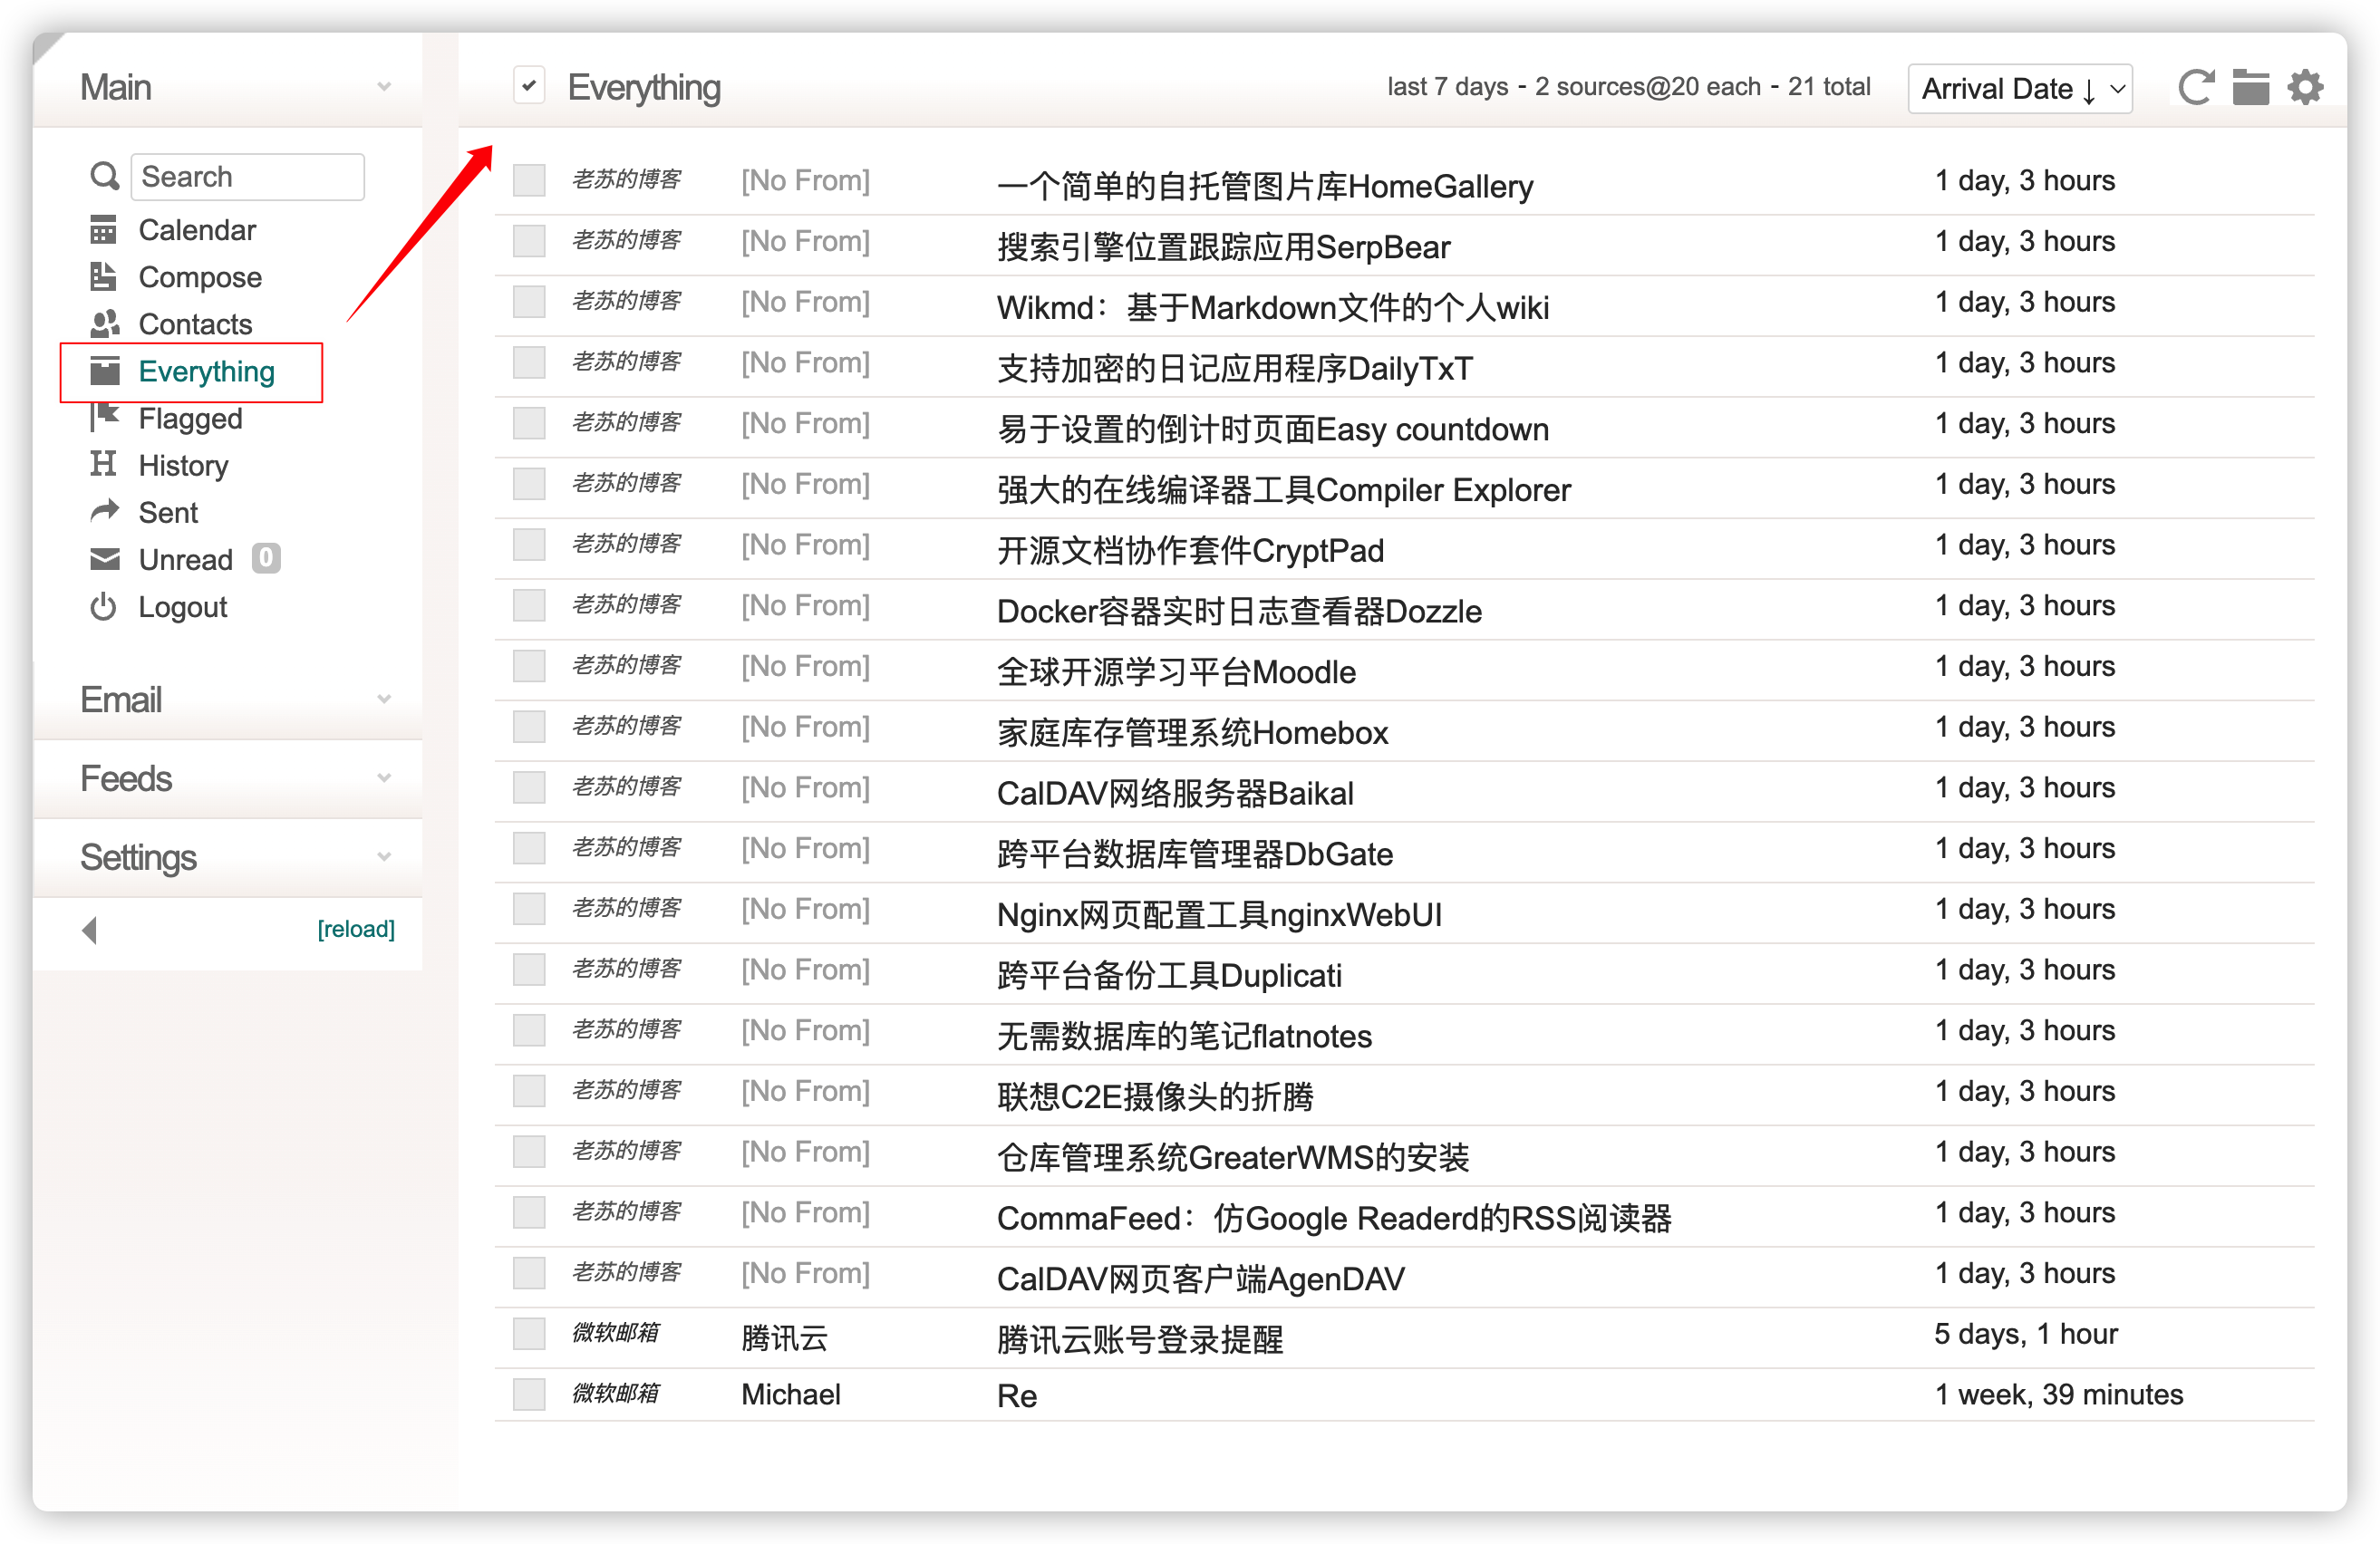 Main
Search
Calendar
Compose
Contacts
Everything
Flagged
History
Sent
Unread 0
Logout
Email
Feeds
Settings
[reload]
Everything last 7 days - 2 sources@20 each - 21 total Arrival Date ↓
老苏的博客 [No From] 一个简单的自托管图片库HomeGallery 1 day, 3 hours
老苏的博客 [No From] 搜索引擎位置跟踪应用SerpBear 1 day, 3 hours
老苏的博客 [No From] Wikmd：基于Markdown文件的个人wiki 1 day, 3 hours
老苏的博客 [No From] 支持加密的日记应用程序DailyTxT 1 day, 3 hours
老苏的博客 [No From] 易于设置的倒计时页面Easy countdown 1 day, 3 hours
老苏的博客 [No From] 强大的在线编译器工具Compiler Explorer 1 day, 3 hours
老苏的博客 [No From] 开源文档协作套件CryptPad 1 day, 3 hours
老苏的博客 [No From] Docker容器实时日志查看器Dozzle 1 day, 3 hours
老苏的博客 [No From] 全球开源学习平台Moodle 1 day, 3 hours
老苏的博客 [No From] 家庭库存管理系统Homebox 1 day, 3 hours
老苏的博客 [No From] CalDAV网络服务器Baikal 1 day, 3 hours
老苏的博客 [No From] 跨平台数据库管理器DbGate 1 day, 3 hours
老苏的博客 [No From] Nginx网页配置工具nginxWebUI 1 day, 3 hours
老苏的博客 [No From] 跨平台备份工具Duplicati 1 day, 3 hours
老苏的博客 [No From] 无需数据库的笔记flatnotes 1 day, 3 hours
老苏的博客 [No From] 联想C2E摄像头的折腾 1 day, 3 hours
老苏的博客 [No From] 仓库管理系统GreaterWMS的安装 1 day, 3 hours
老苏的博客 [No From] CommaFeed：仿Google Readerd的RSS阅读器 1 day, 3 hours
老苏的博客 [No From] CalDAV网页客户端AgenDAV 1 day, 3 hours
微软邮箱 腾讯云 腾讯云账号登录提醒 5 days, 1 hour
微软邮箱 Michael Re 1 week, 39 minutes